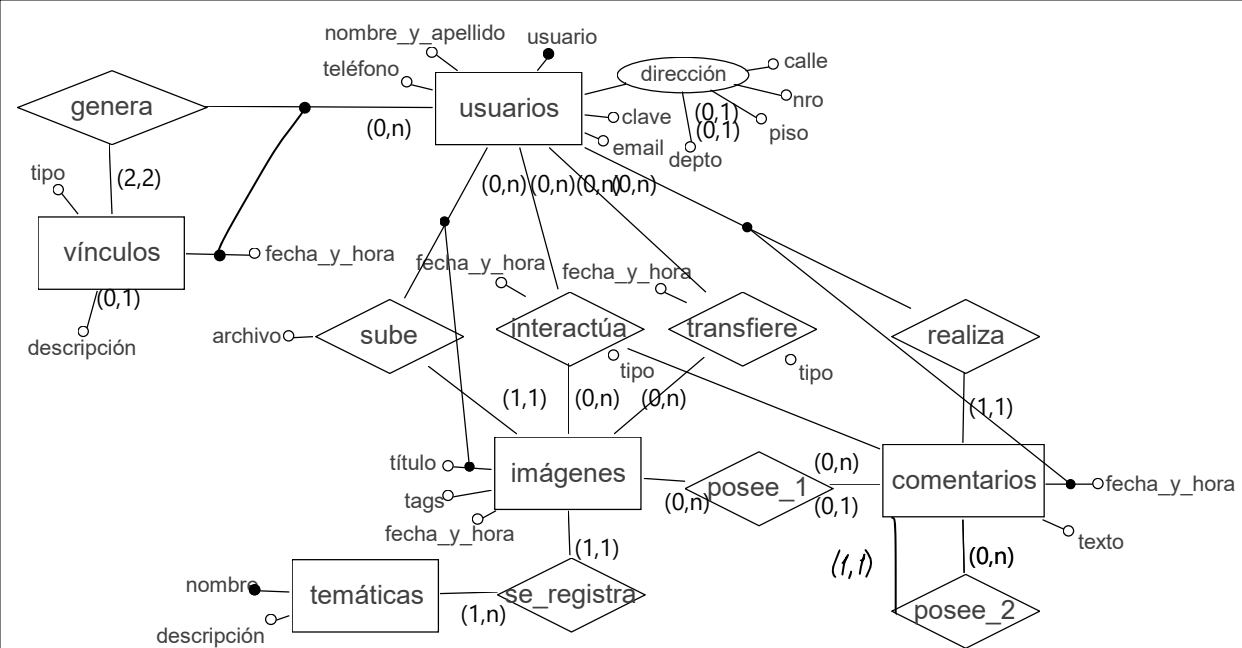 nombre_y_apellido
usuario
teléfono
dirección
calle
genera
usuarios
nro
(0,1)
(0,n)
clave
(0,1)
piso
email
depto
tipo
(2,2)
(0,n)
(0,n)
(0,n)
(0,n)
vínculos
fecha_y_hora
fecha_y_hora
fecha_y_hora
(0,1)
archivo
sube
interactúa
transfiere
realiza
descripción
tipo
tipo
(1,1)
(0,n)
(0,n)
(1,1)
título
imágenes
posee_1
(0,n)
comentarios
fecha_y_hora
tags
(0,n)
(0,1)
fecha_y_hora
texto
(1,1)
(1,1)
(0,n)
nombre
temáticas
se_registra
posee_2
(1,n)
descripción